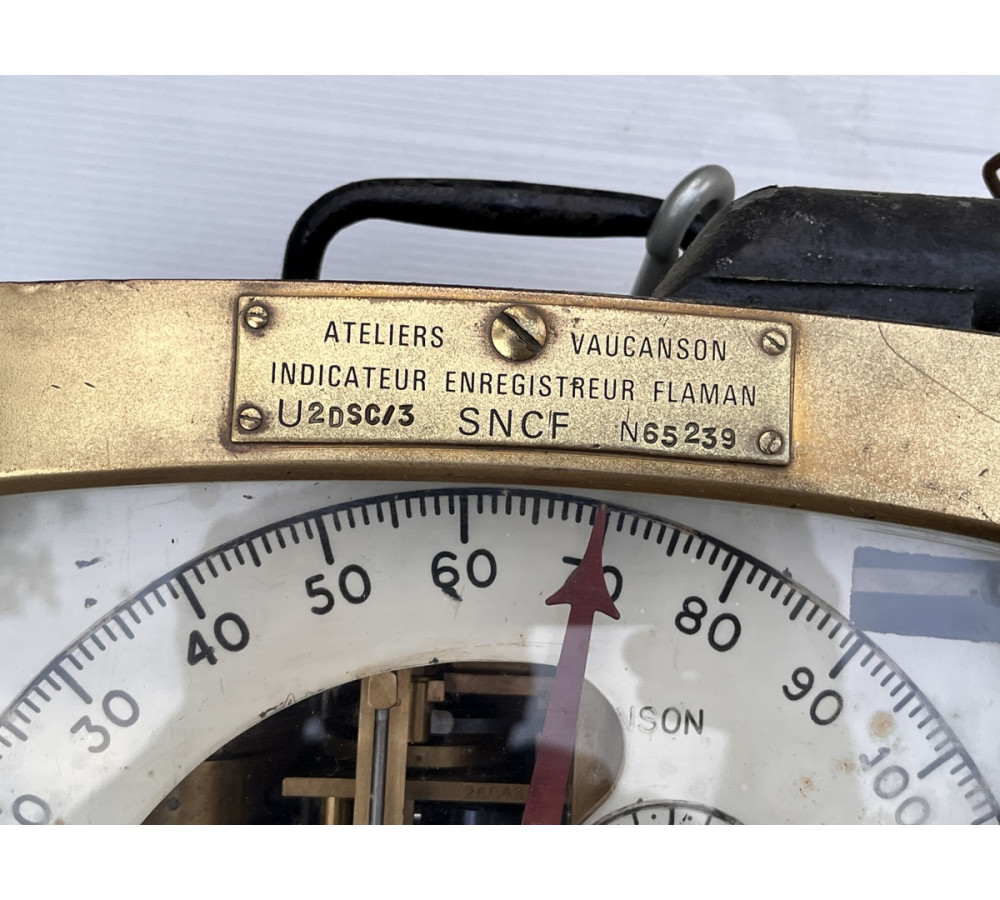 ATELIERS VAUCANSON
INDICATEUR ENREGISTREUR FLAMAN
U2DSC/3 SNCF N65239
60
50
70
40
80
30
90
NSON
100